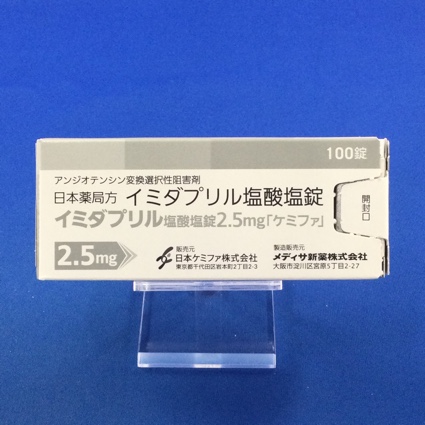 100錠
アンジオテンシン変換選択性阻害剤
日本薬局方 イミダプリル塩酸塩錠
イミダプリル塩酸塩錠2.5mg「ケミファ」
開封口
2.5mg
販売元
日本ケミファ株式会社
東京都千代田区岩本町2丁目2-3
製造販売元
メディサ新薬株式会社
大阪市淀川区宮原5丁目2-27